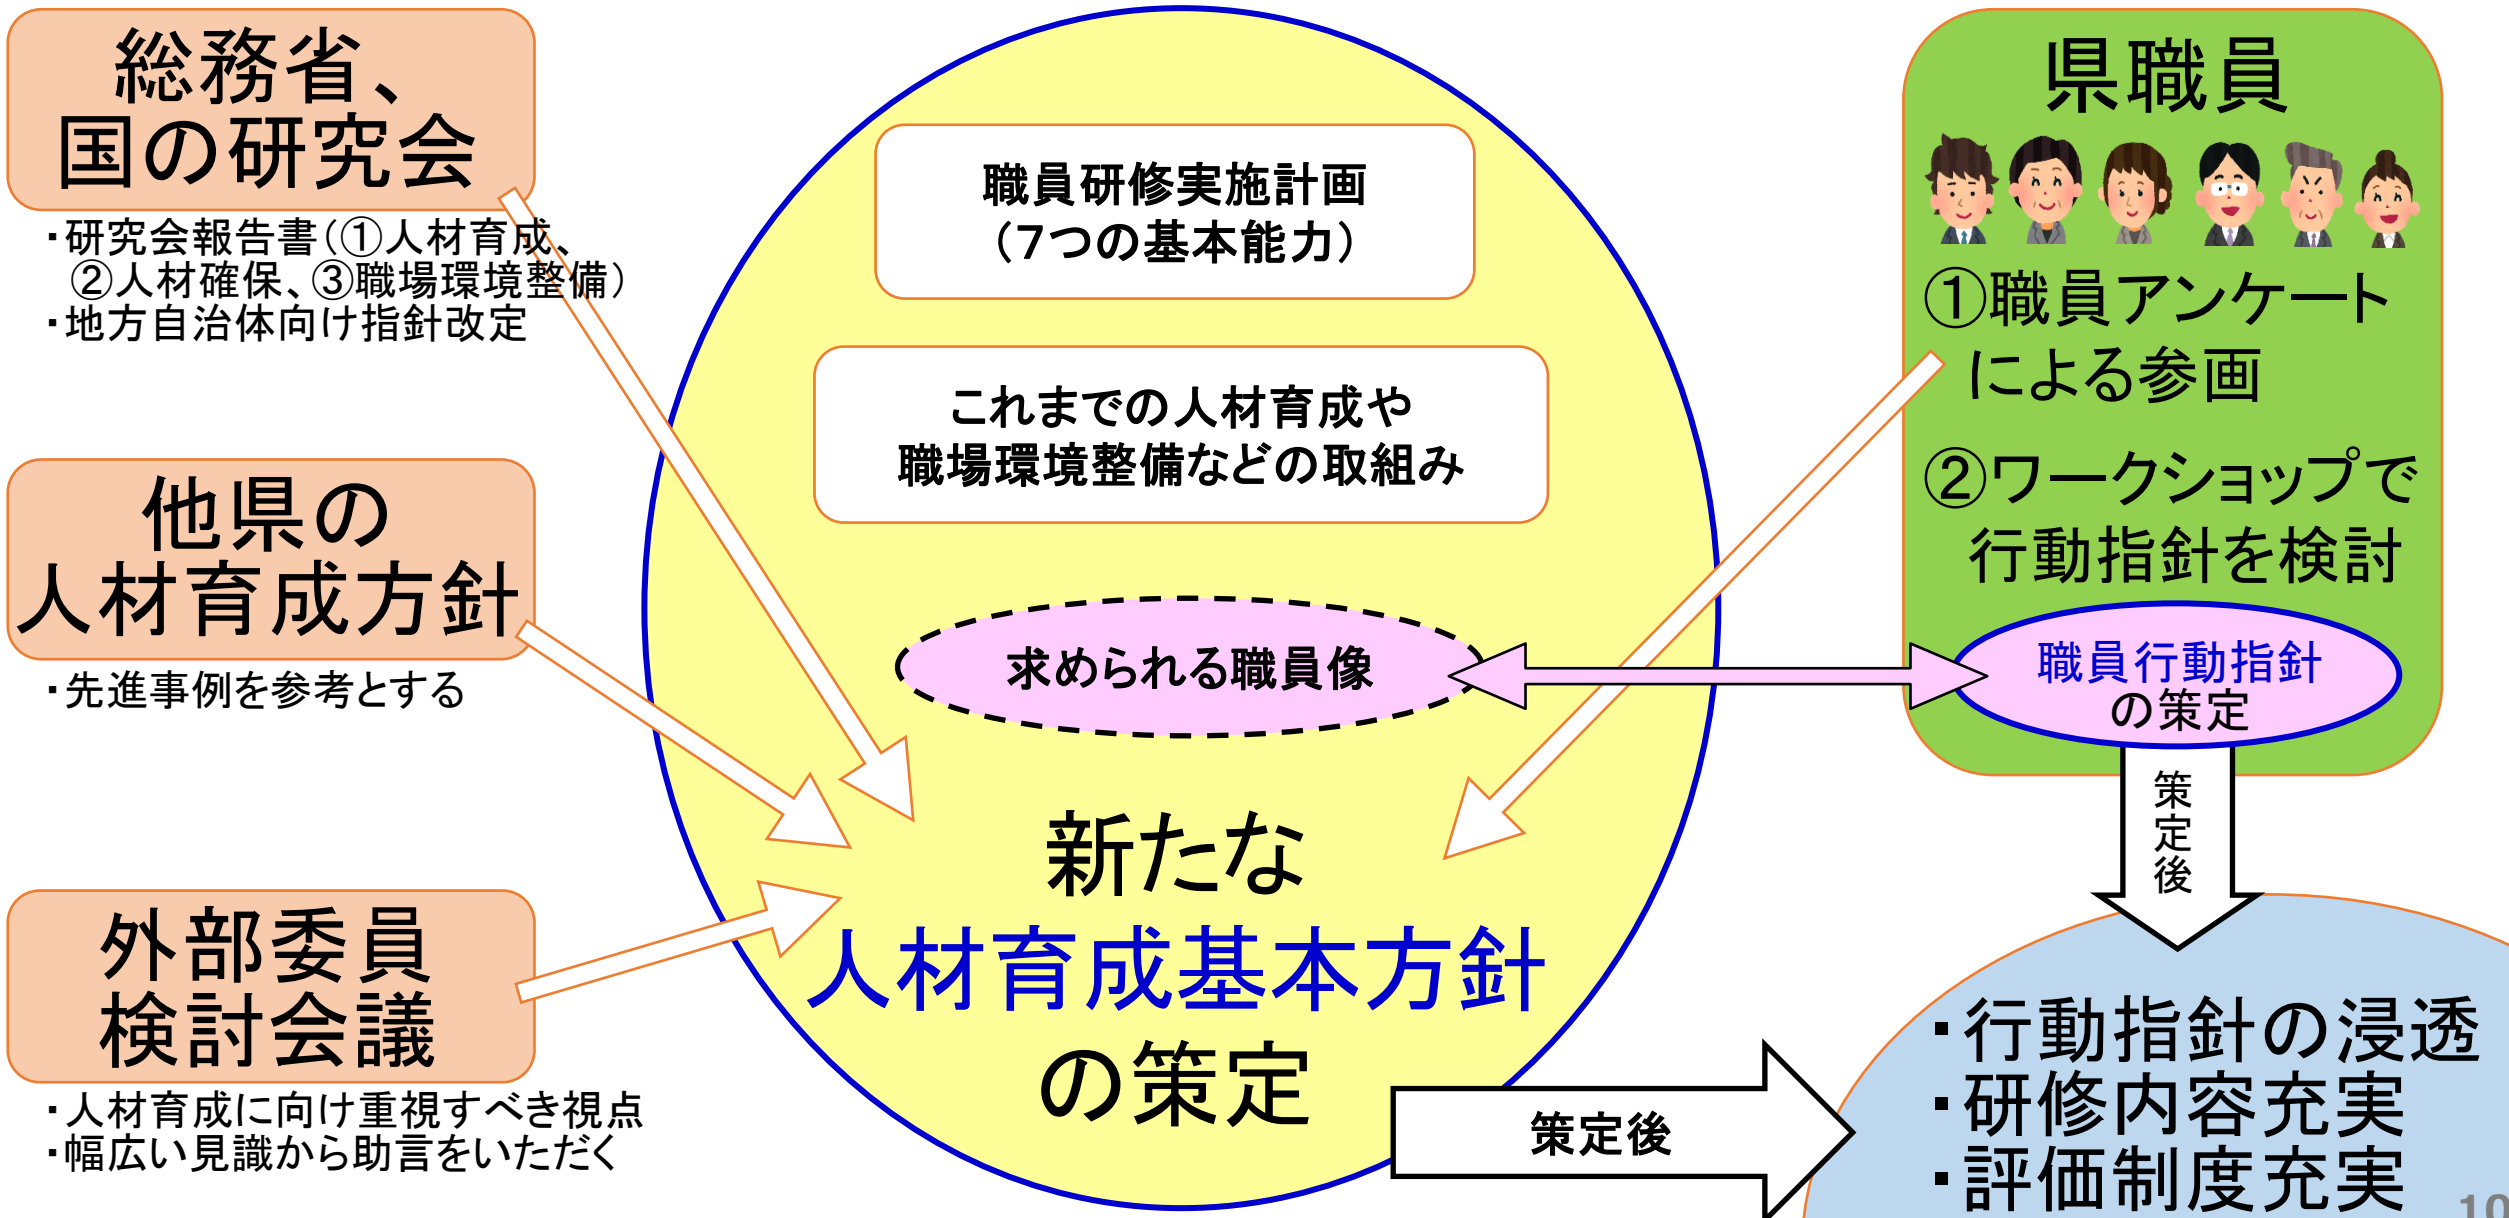 総務省、
国の研究会
・研究会報告書（①人材育成、
②人材確保、③職場環境整備）
・地方自治体向け指針改定
他県の
人材育成方針
・先進事例を参考とする
外部委員
検討会議
・人材育成に向け重視すべき視点
・幅広い見識から助言をいただく
職員研修実施計画
（7つの基本能力）
これまでの人材育成や
職場環境整備などの取組み
求められる職員像
新たな
人材育成基本方針
の策定
県職員
①職員アンケート
による参画
②ワークショップで
行動指針を検討
職員行動指針
の策定
策定後
策定後
・行動指針の浸透
・研修内容充実
・評価制度充実
10